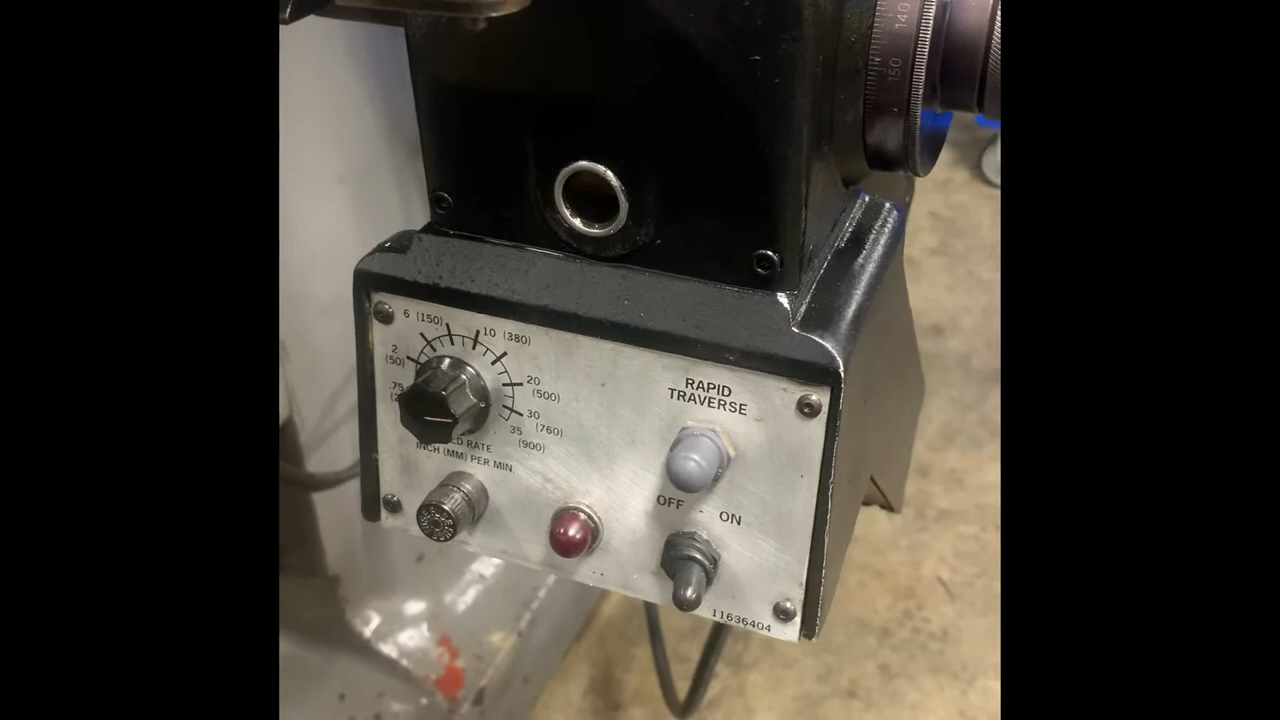 140
150
6 (150)
10 (380)
2
(50)
.75
20
(500)
30
(760)
35
(900)
RATE
INCH (MM) PER MIN.
RAPID
TRAVERSE
OFF - ON
11636404